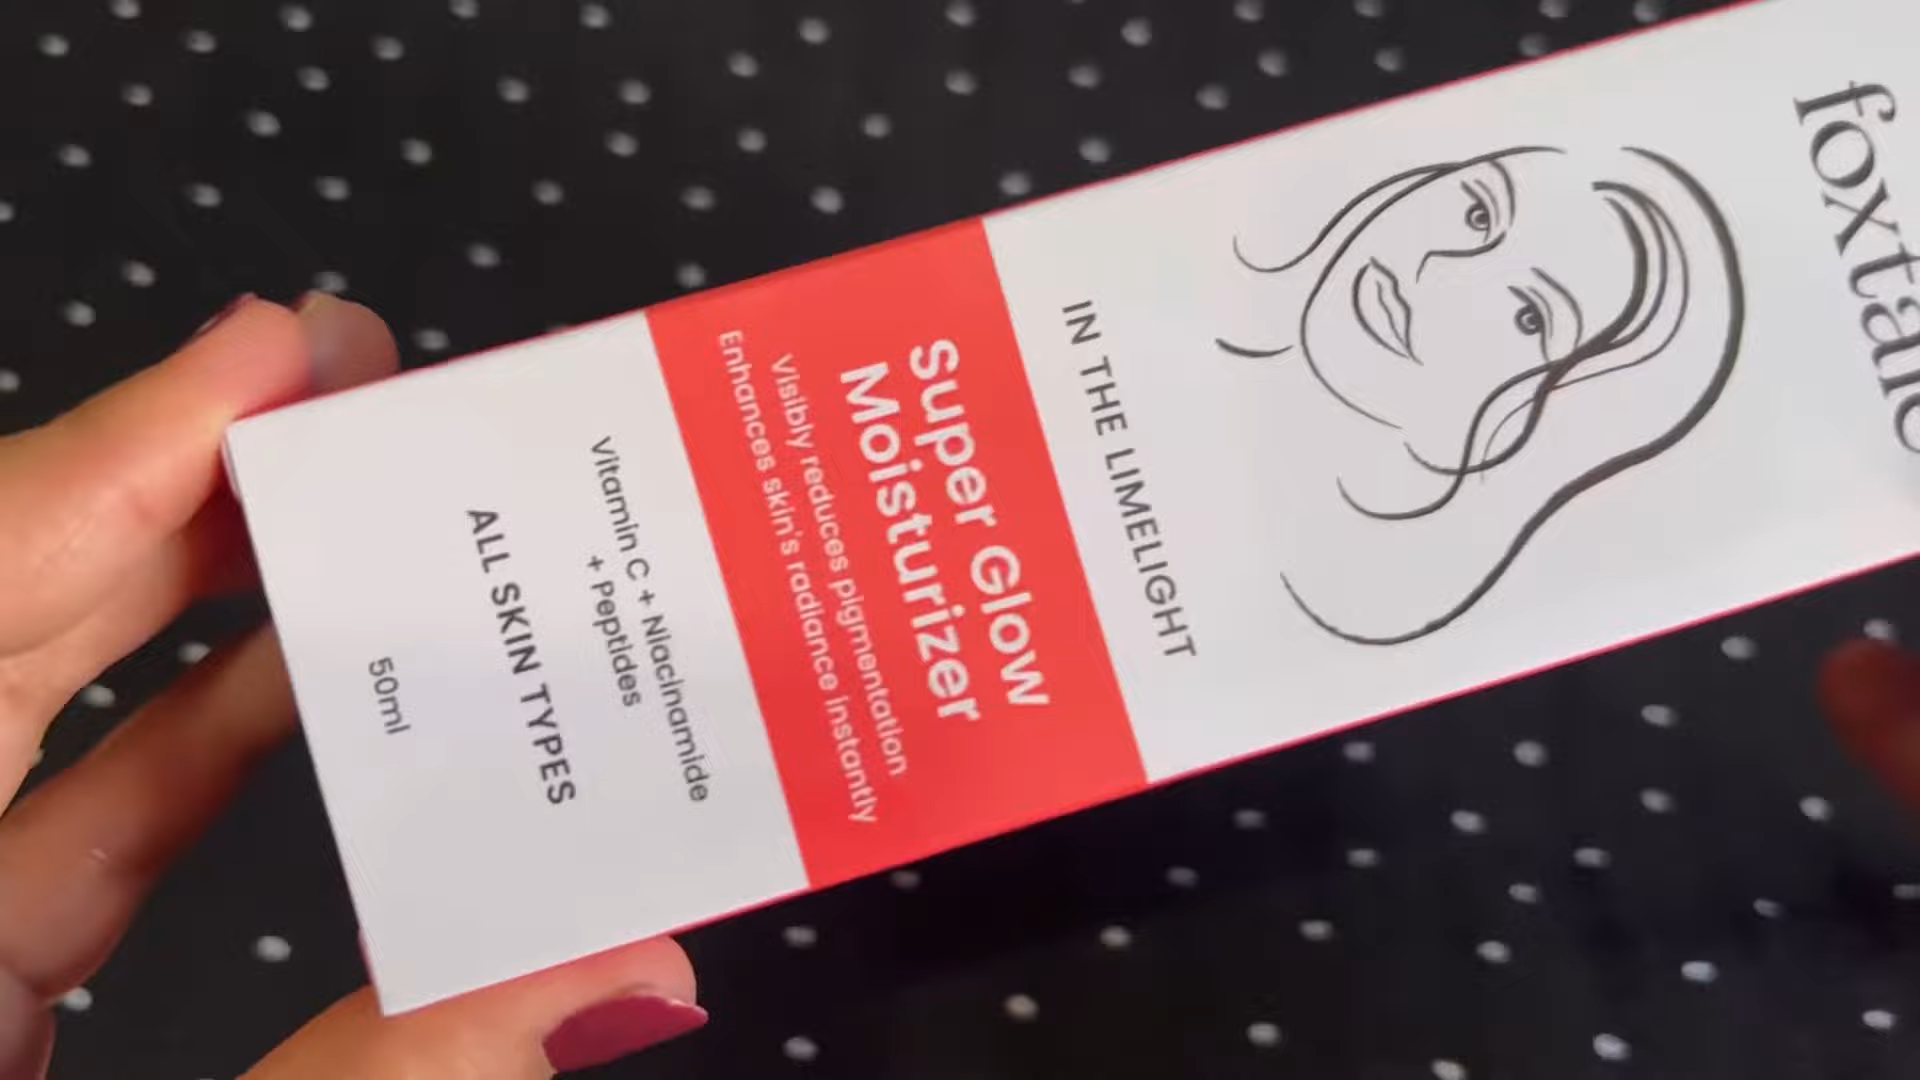 foxtale
IN THE LIMELIGHT
Super Glow
Moisturizer
Visibly reduces pigmentation
Enhances skin's radiance instantly
Vitamin C + Niacinamide
+ Peptides
ALL SKIN TYPES
50ml